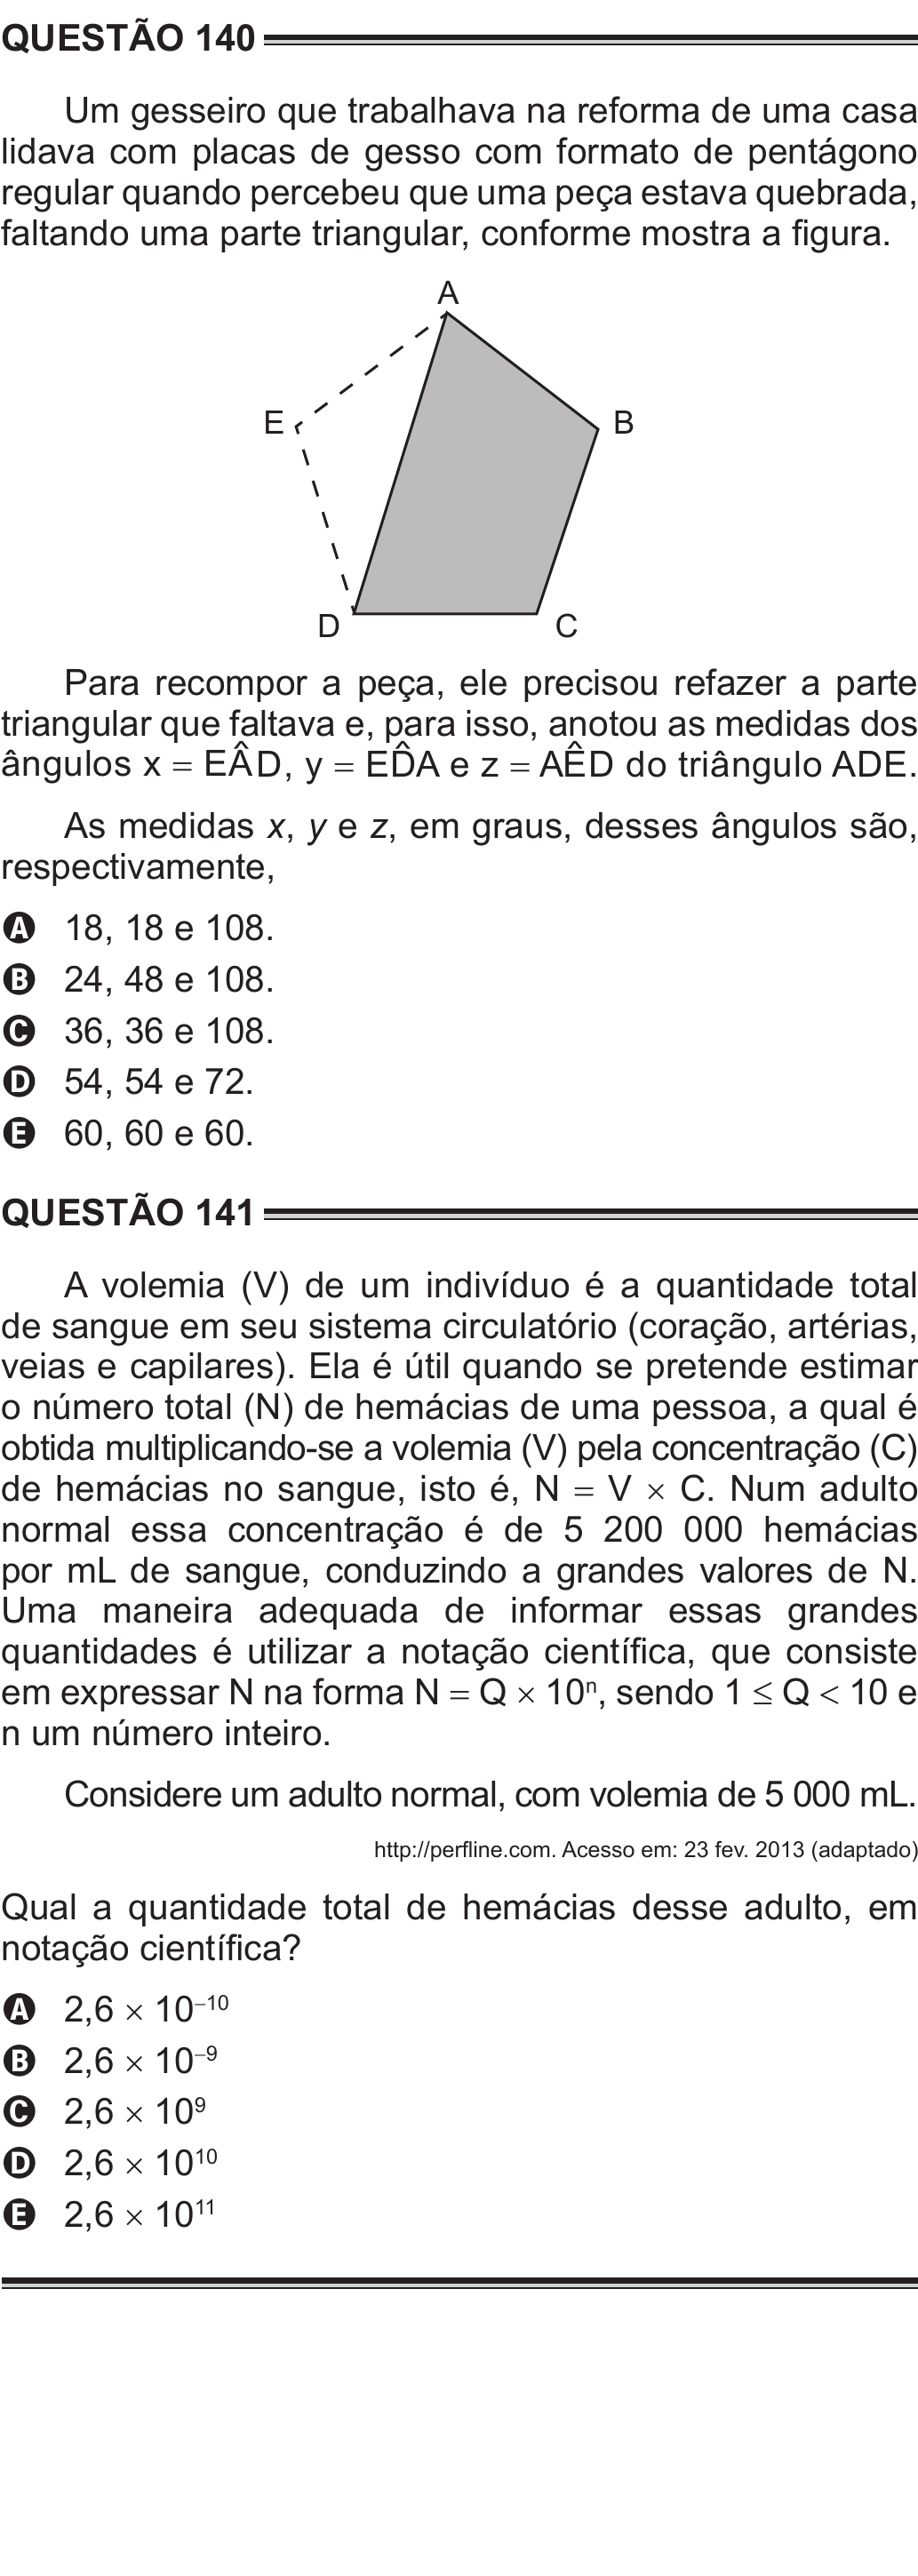 QUESTÃO 140
Um gesseiro que trabalhava na reforma de uma casa
lidava com placas de gesso com formato de pentágono
regular quando percebeu que uma peça estava quebrada,
faltando uma parte triangular, conforme mostra a figura.
A
E
B
D
C
Para recompor a peça, ele precisou refazer a parte
triangular que faltava e, para isso, anotou as medidas dos
ângulos x = EÂD, y = ED̂A e z = AÊD do triângulo ADE.
As medidas x, y e z, em graus, desses ângulos são,
respectivamente,
A 18, 18 e 108.
B 24, 48 e 108.
C 36, 36 e 108.
D 54, 54 e 72.
E 60, 60 e 60.
QUESTÃO 141
A volemia (V) de um indivíduo é a quantidade total
de sangue em seu sistema circulatório (coração, artérias,
veias e capilares). Ela é útil quando se pretende estimar
o número total (N) de hemácias de uma pessoa, a qual é
obtida multiplicando-se a volemia (V) pela concentração (C)
de hemácias no sangue, isto é, N = V × C. Num adulto
normal essa concentração é de 5 200 000 hemácias
por mL de sangue, conduzindo a grandes valores de N.
Uma maneira adequada de informar essas grandes
quantidades é utilizar a notação científica, que consiste
em expressar N na forma N = Q × 10ⁿ, sendo 1 ≤ Q < 10 e
n um número inteiro.
Considere um adulto normal, com volemia de 5 000 mL.
http://perfline.com. Acesso em: 23 fev. 2013 (adaptado)
Qual a quantidade total de hemácias desse adulto, em
notação científica?
A 2,6 × 10⁻¹⁰
B 2,6 × 10⁻⁹
C 2,6 × 10⁹
D 2,6 × 10¹⁰
E 2,6 × 10¹¹